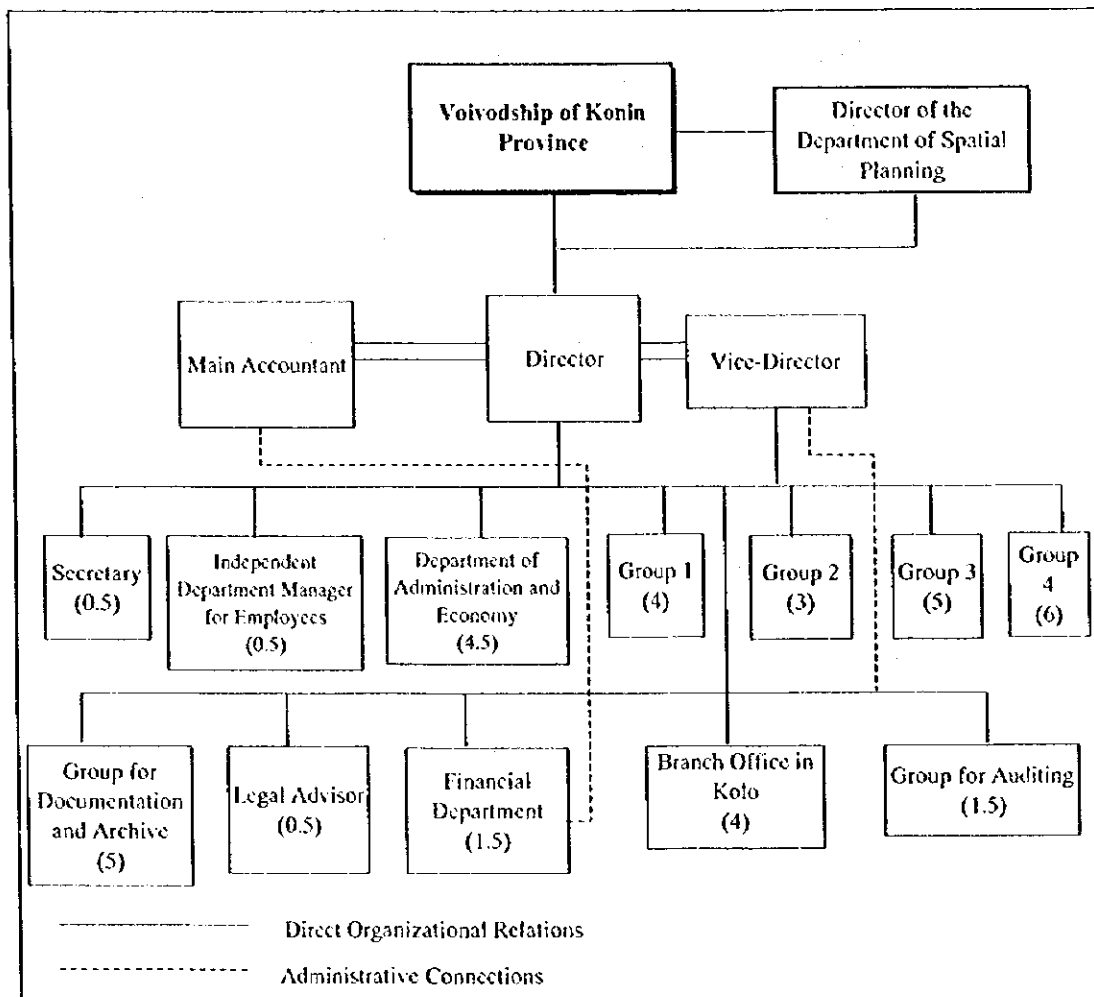 Voivodship of Konin
Province
Director of the
Department of Spatial
Planning
Main Accountant
Director
Vice-Director
Secretary
(0.5)
Independent
Department Manager
for Employees
(0.5)
Department of
Administration and
Economy
(4.5)
Group 1
(4)
Group 2
(3)
Group 3
(5)
Group
4
(6)
Group for
Documentation
and Archive
(5)
Legal Advisor
(0.5)
Financial
Department
(1.5)
Branch Office in
Kolo
(4)
Group for Auditing
(1.5)
Direct Organizational Relations
Administrative Connections